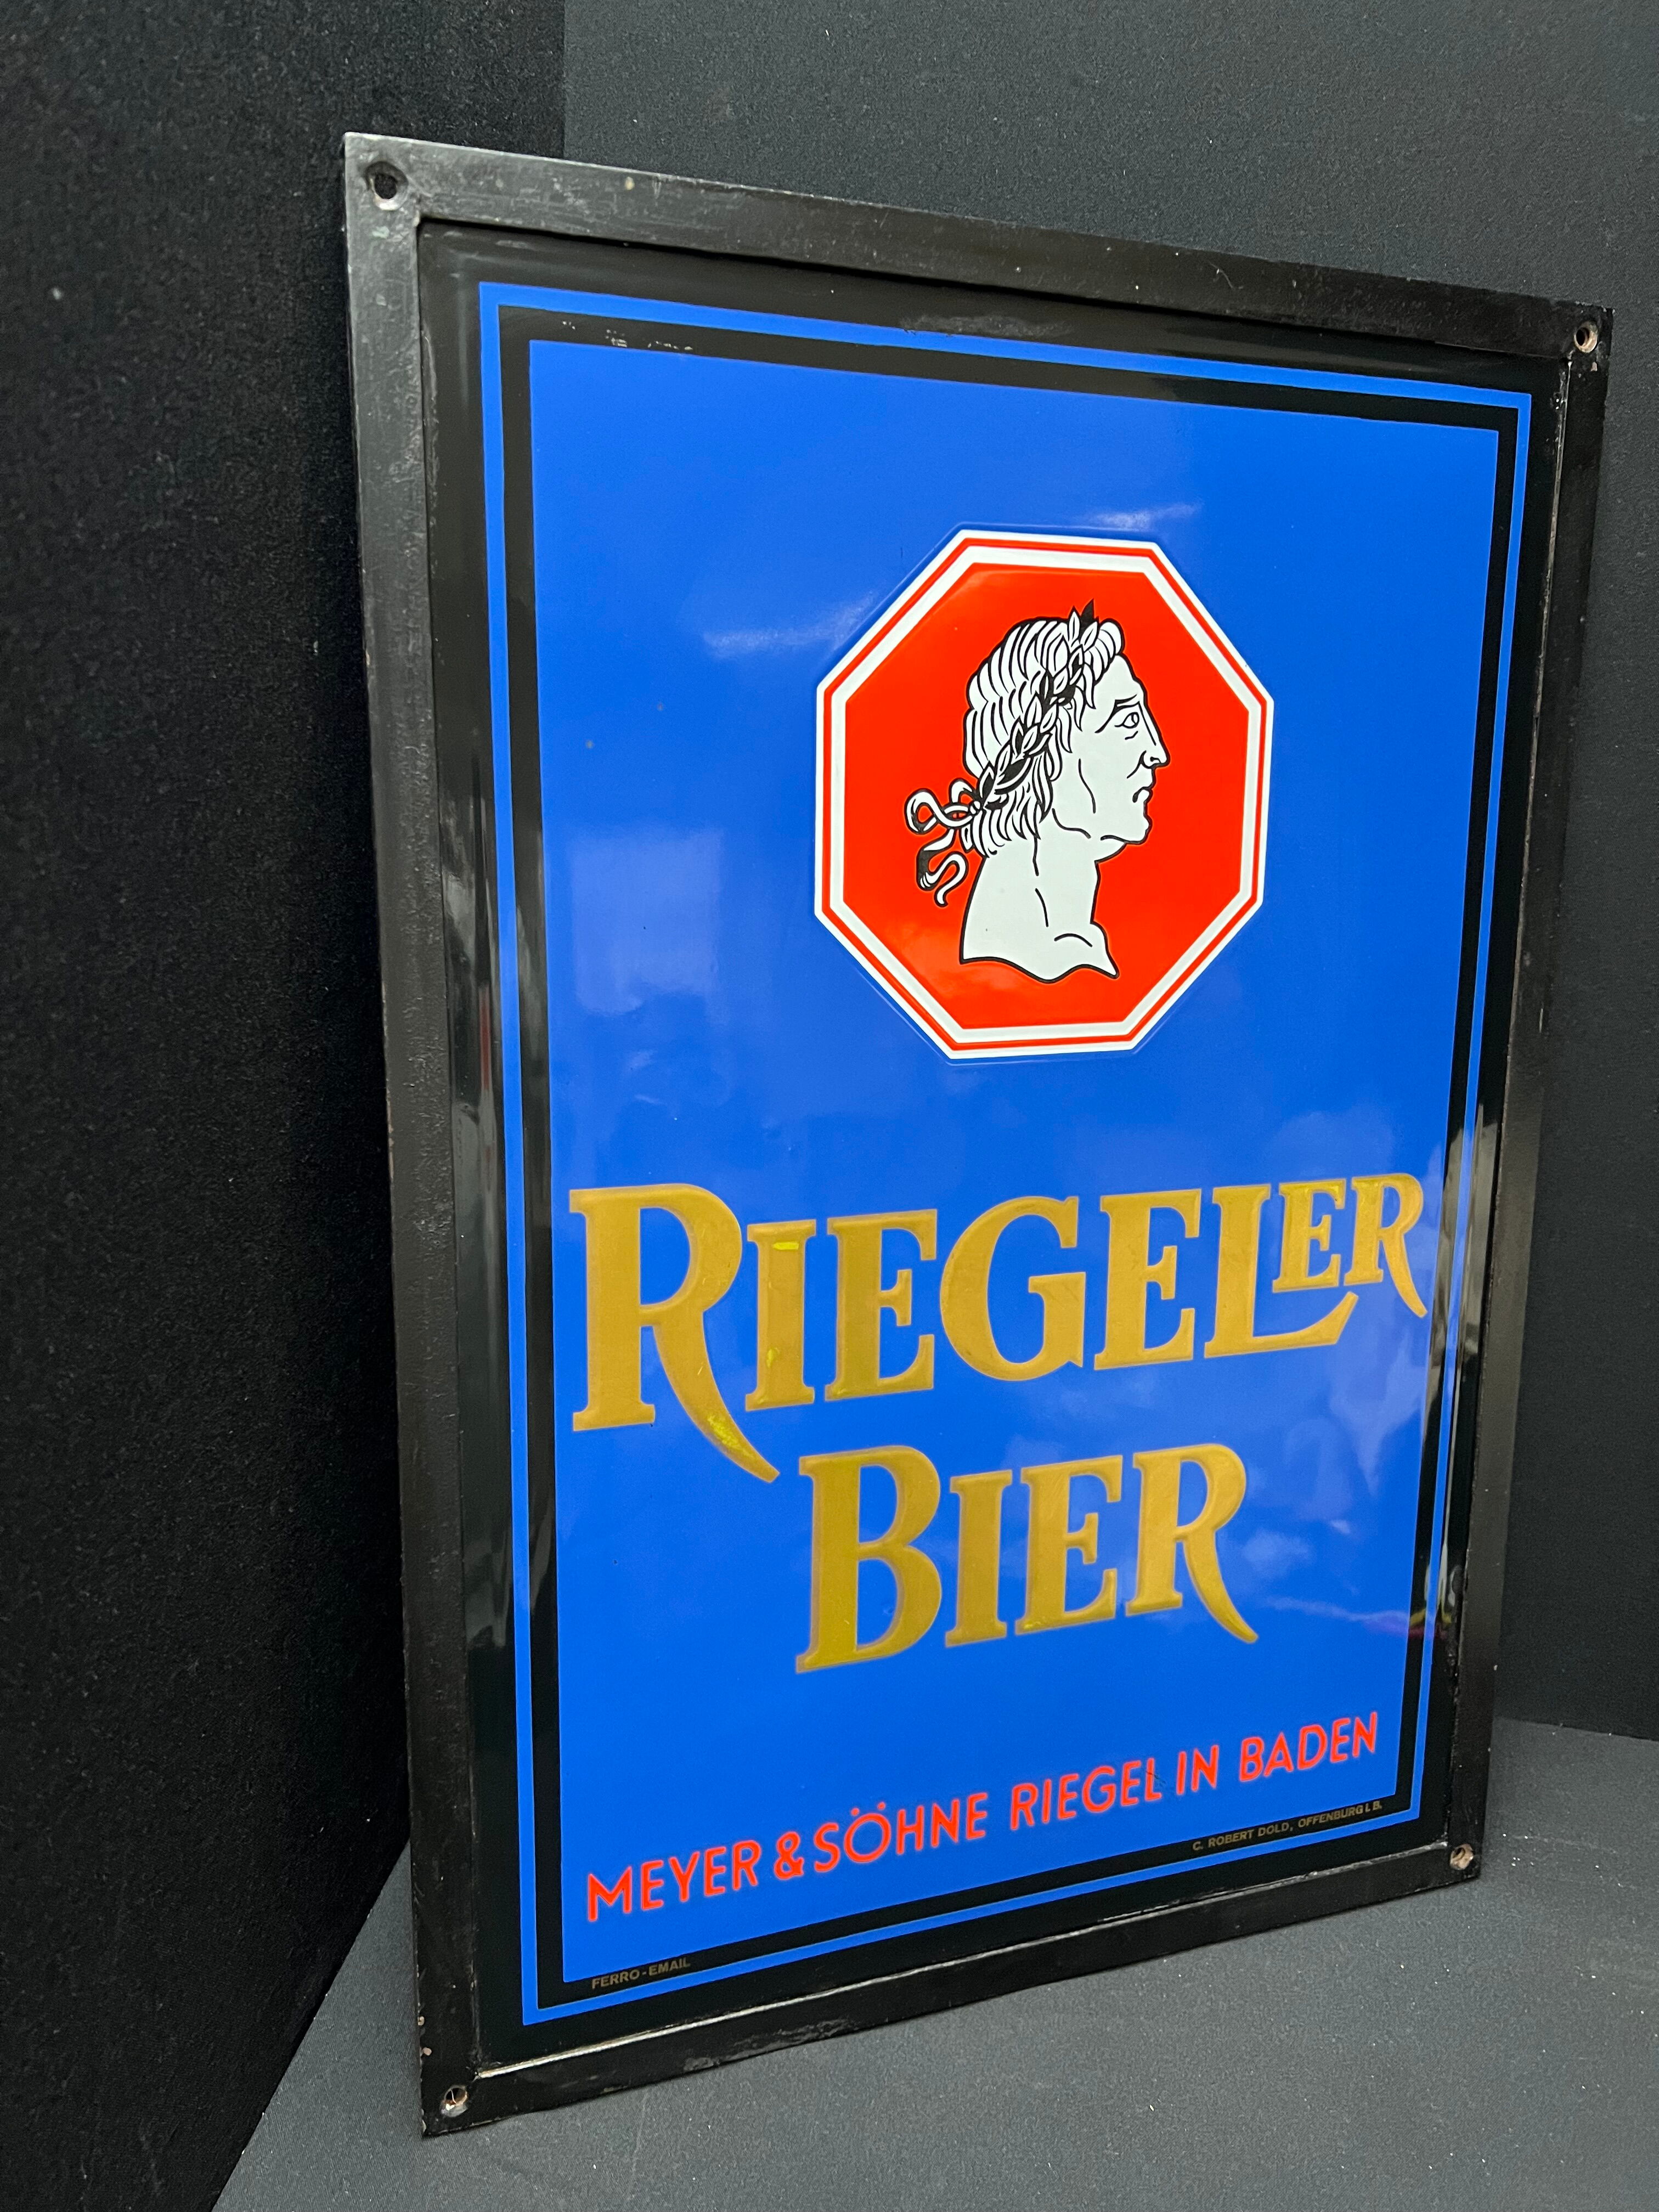 RIEGELER
BIER
MEYER & SÖHNE RIEGEL IN BADEN
C. ROBERT DOLD, OFFENBURG i. B.
FERRO-EMAIL